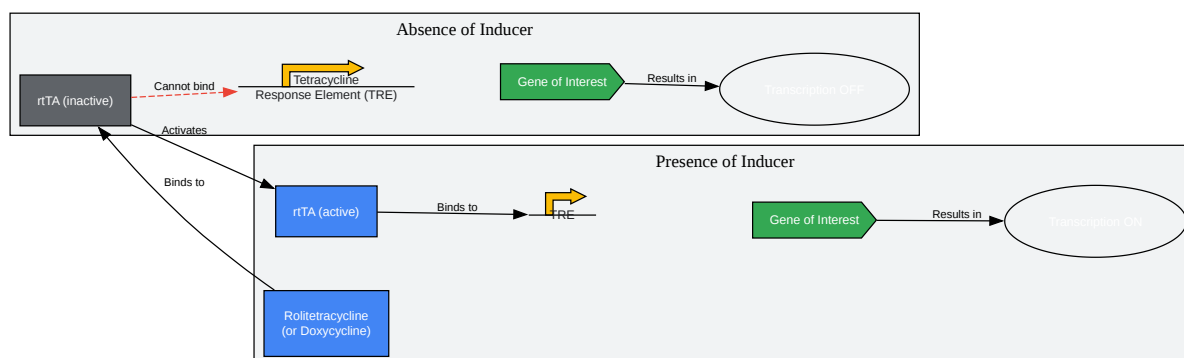 Absence of Inducer
rtTA (inactive)
Cannot bind
Tetracycline
Response Element (TRE)
Gene of Interest
Results in
Transcription OFF
Activates
Binds to
Presence of Inducer
rtTA (active)
Binds to
TRE
Gene of Interest
Results in
Transcription ON
Rolitetracycline
(or Doxycycline)